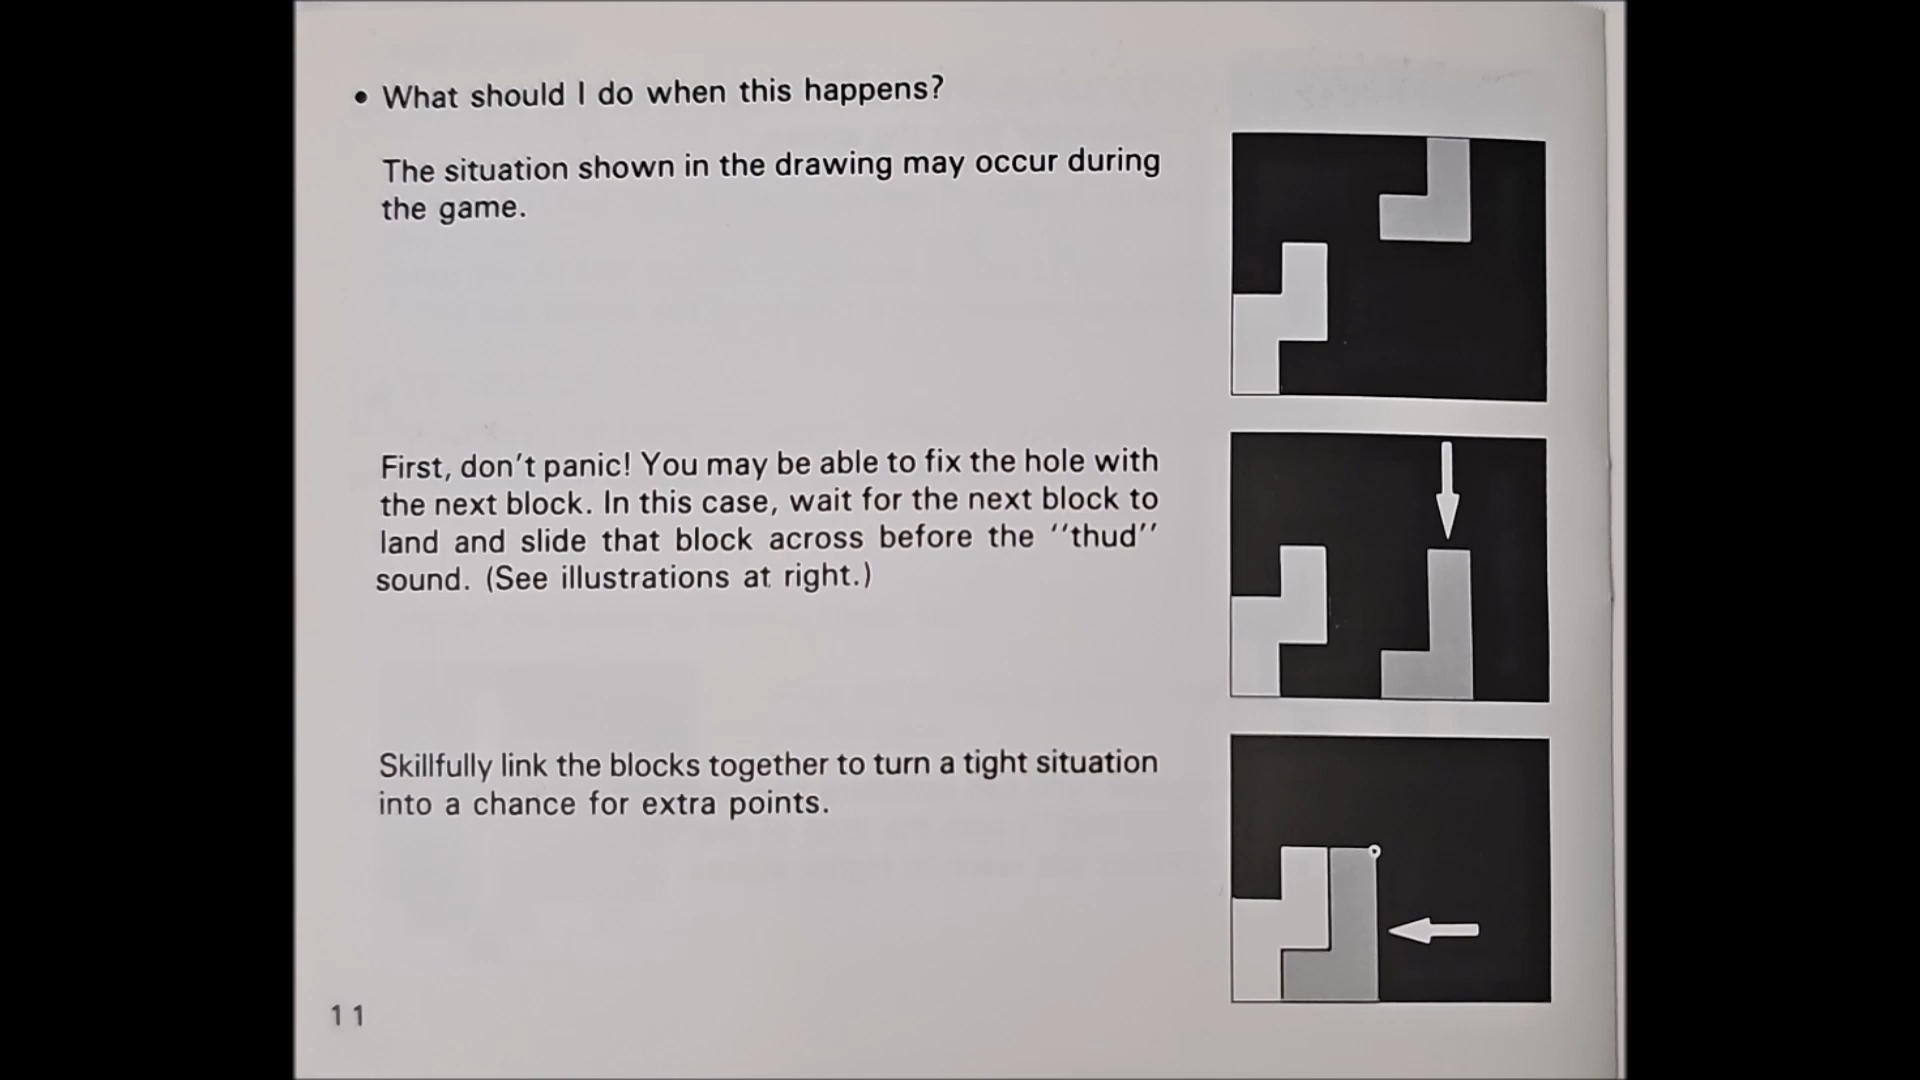 • What should I do when this happens?
The situation shown in the drawing may occur during
the game.
First, don't panic! You may be able to fix the hole with
the next block. In this case, wait for the next block to
land and slide that block across before the ''thud''
sound. (See illustrations at right.)
Skillfully link the blocks together to turn a tight situation
into a chance for extra points.
11